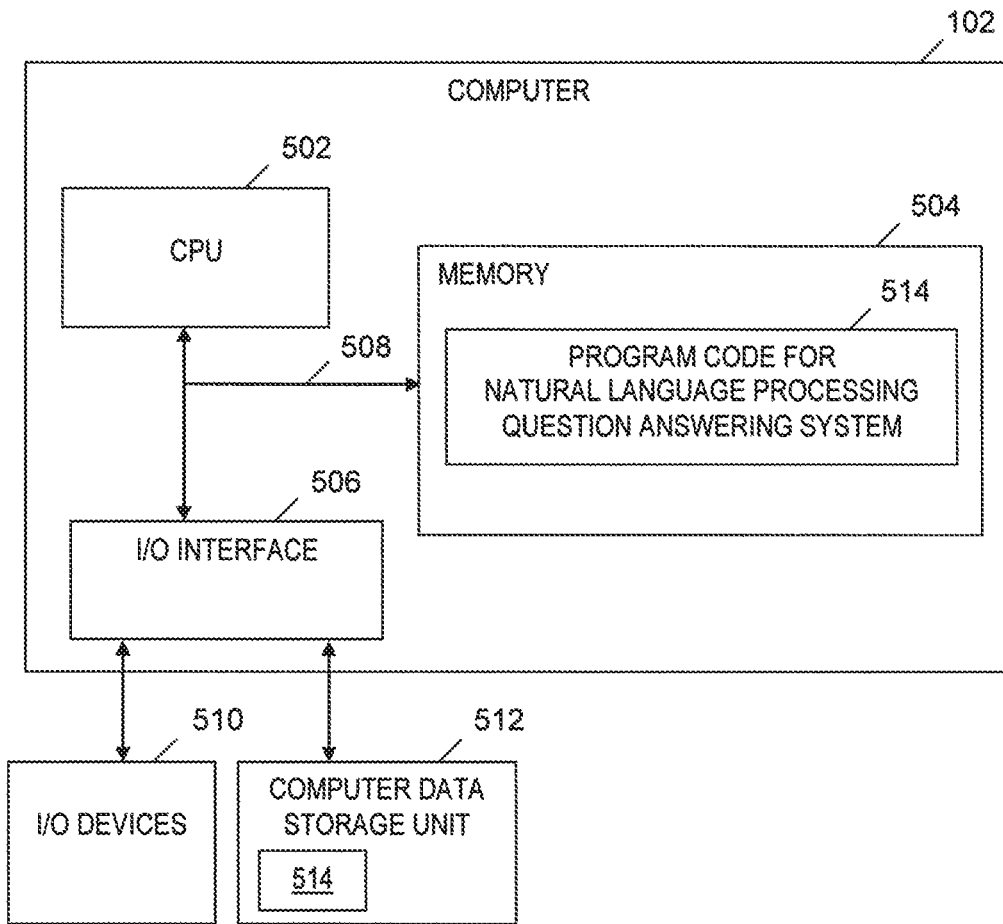 102
COMPUTER
502
CPU
504
MEMORY
514
PROGRAM CODE FOR
NATURAL LANGUAGE PROCESSING
QUESTION ANSWERING SYSTEM
508
506
I/O INTERFACE
510
I/O DEVICES
512
COMPUTER DATA
STORAGE UNIT
514